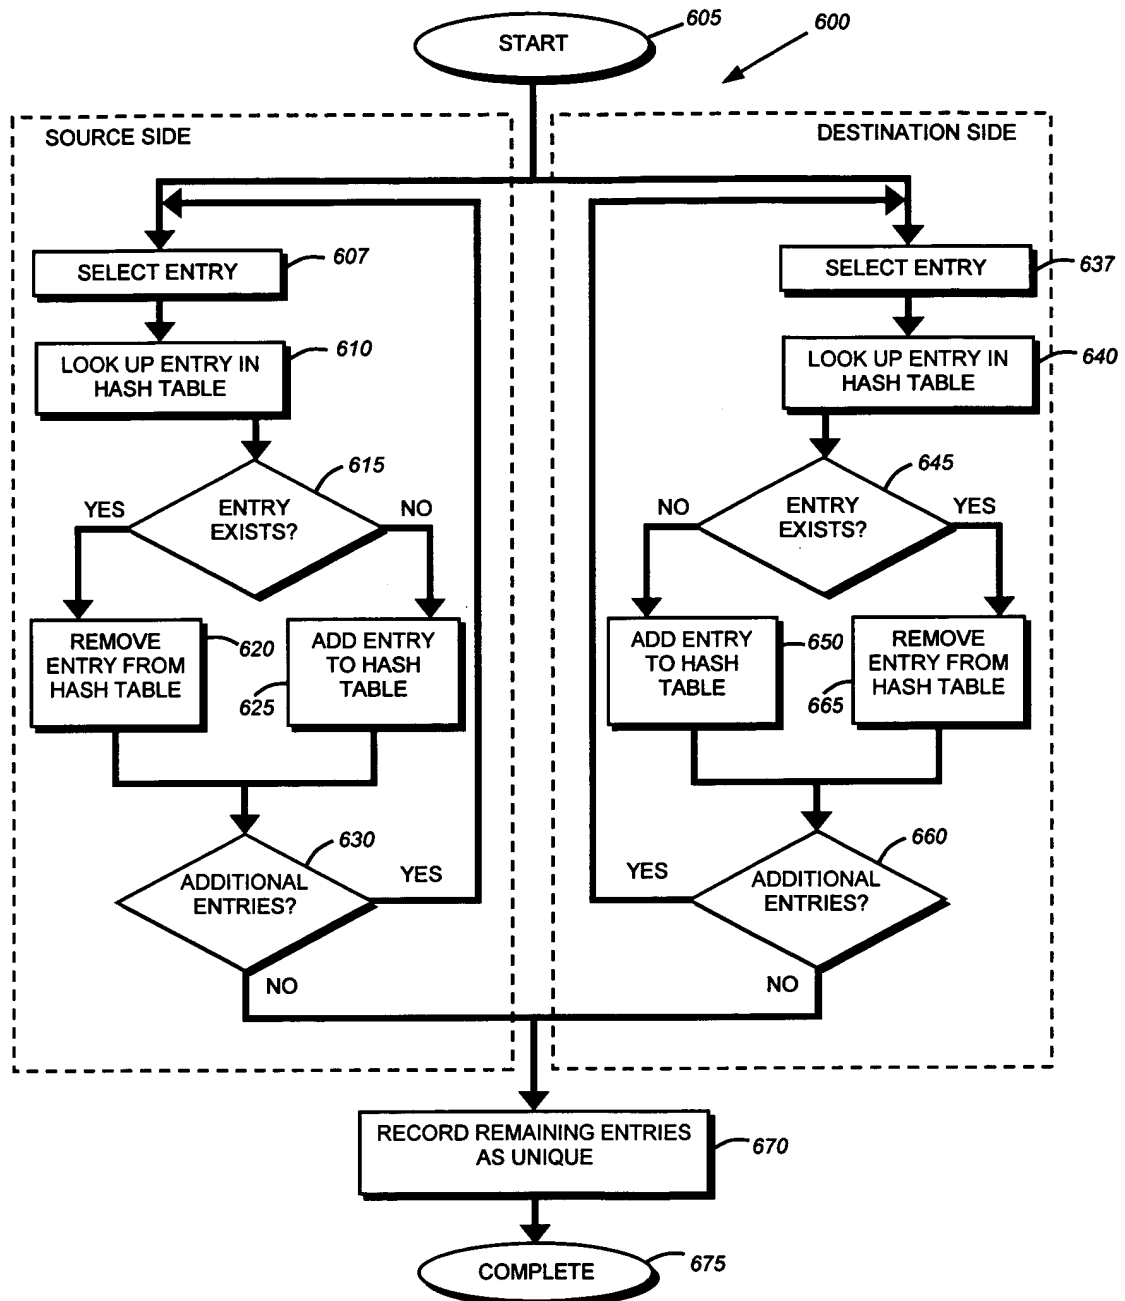 START
605
600
SOURCE SIDE
DESTINATION SIDE
SELECT ENTRY
607
SELECT ENTRY
637
LOOK UP ENTRY IN
HASH TABLE
610
LOOK UP ENTRY IN
HASH TABLE
640
615
YES
ENTRY
EXISTS?
NO
645
NO
ENTRY
EXISTS?
YES
REMOVE
ENTRY FROM
HASH TABLE
620
625
ADD ENTRY
TO HASH
TABLE
ADD ENTRY
TO HASH
TABLE
650
665
REMOVE
ENTRY FROM
HASH TABLE
630
ADDITIONAL
ENTRIES?
YES
NO
660
YES
ADDITIONAL
ENTRIES?
NO
RECORD REMAINING ENTRIES
AS UNIQUE
670
COMPLETE
675